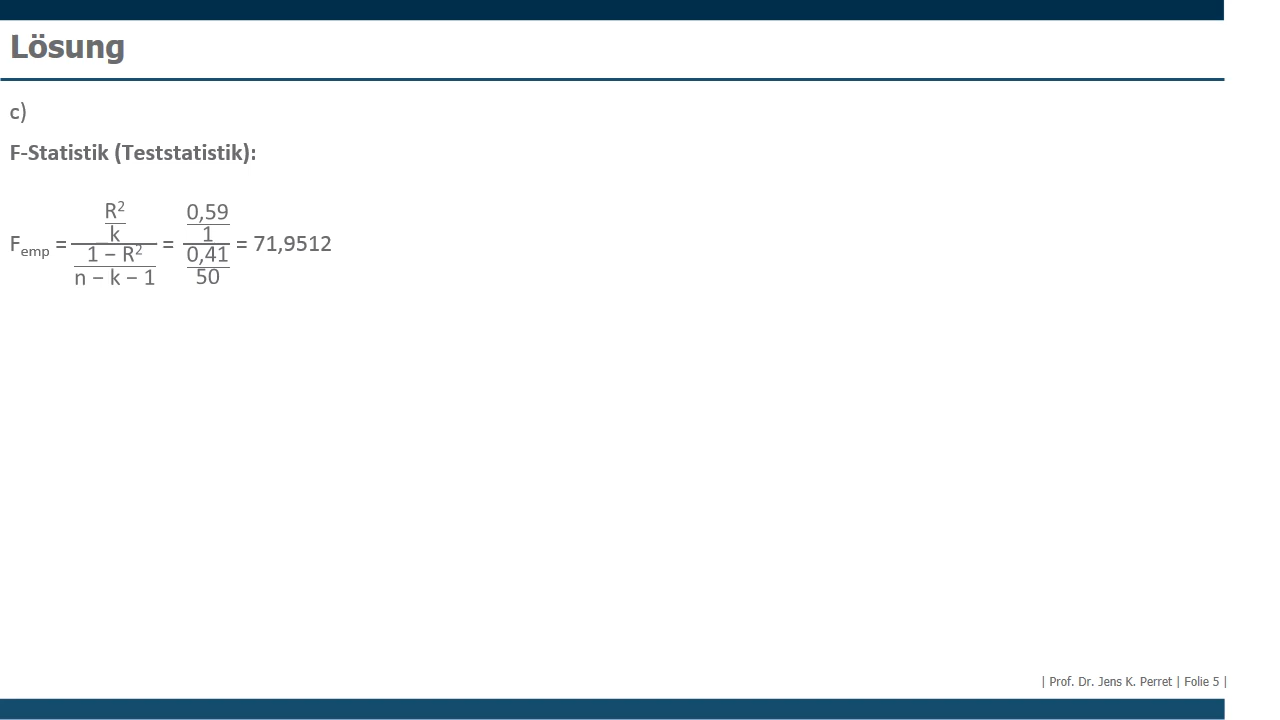 Lösung
c)
F-Statistik (Teststatistik):
F_emp = (R²/k)/((1 − R²)/(n − k − 1)) = (0,59/1)/(0,41/50) = 71,9512
| Prof. Dr. Jens K. Perret | Folie 5 |